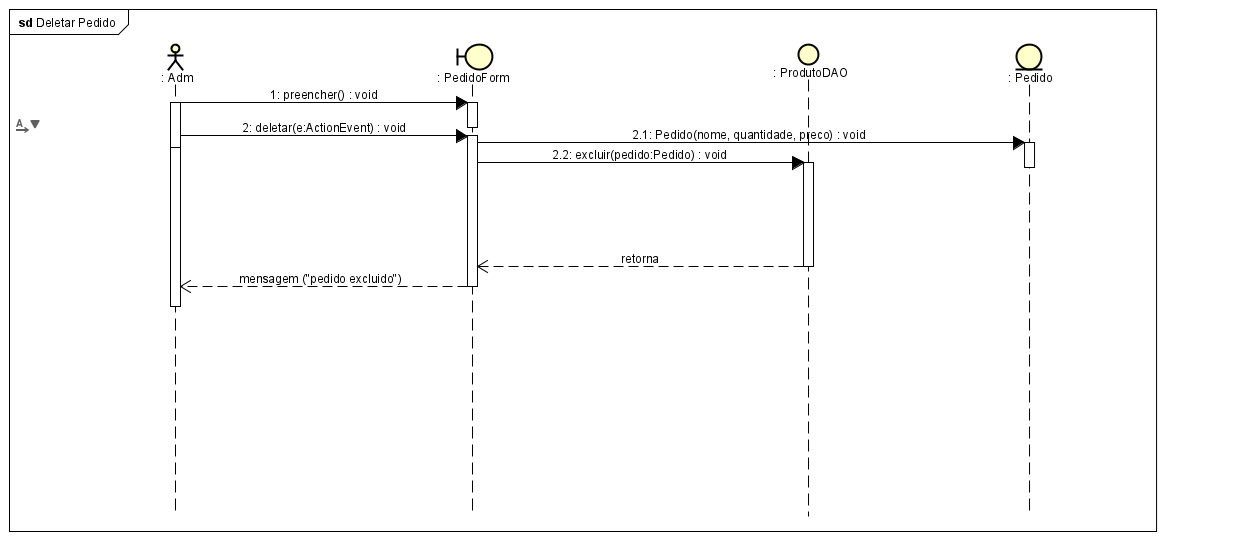 sd Deletar Pedido
: Adm
: PedidoForm
: ProdutoDAO
: Pedido
1: preencher() : void
A
2: deletar(e:ActionEvent) : void
2.1: Pedido(nome, quantidade, preco) : void
2.2: excluir(pedido:Pedido) : void
retorna
mensagem ("pedido excluido")